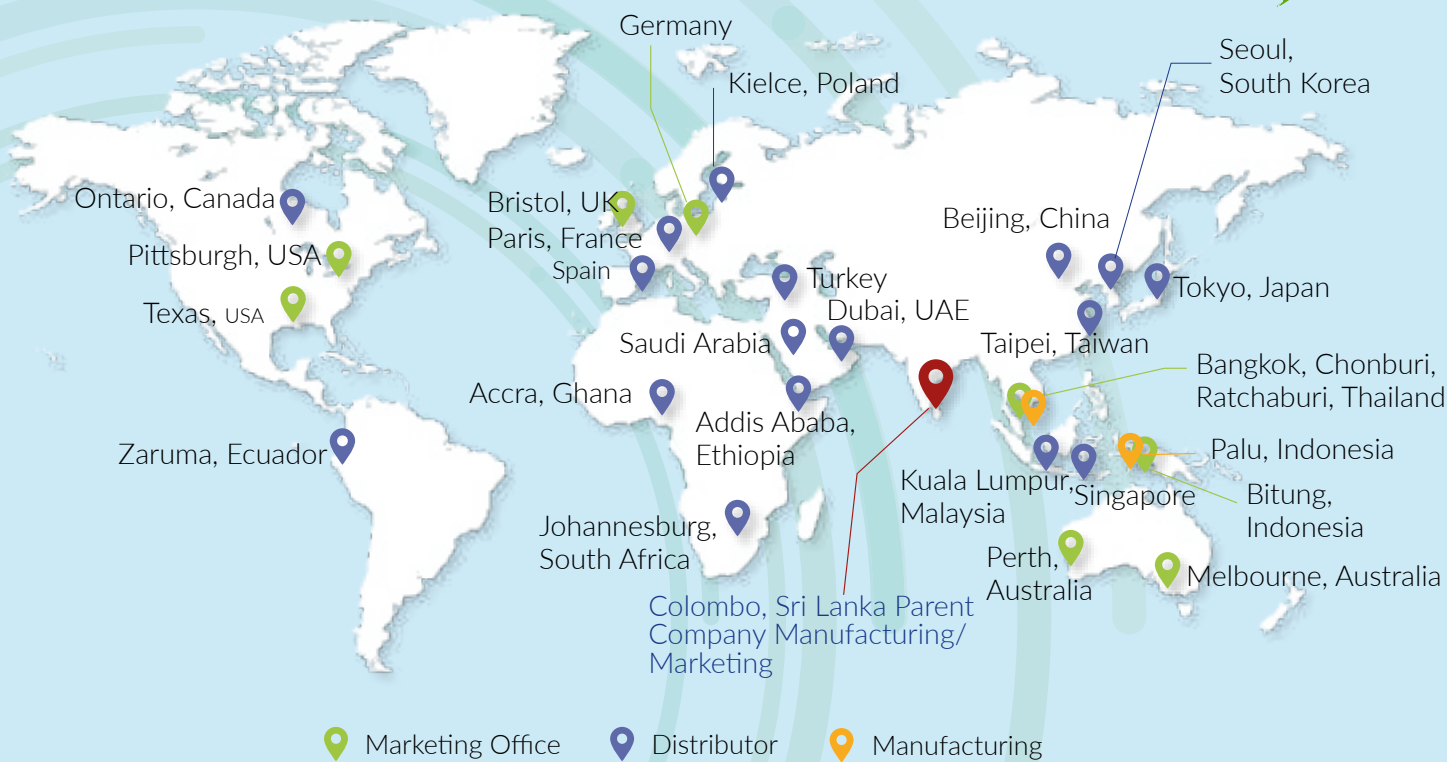 Germany
Kielce, Poland
Seoul,
South Korea
Ontario, Canada
Bristol, UK
Paris, France
Spain
Pittsburgh, USA
Texas, USA
Beijing, China
Turkey
Dubai, UAE
Tokyo, Japan
Saudi Arabia
Taipei, Taiwan
Bangkok, Chonburi,
Ratchaburi, Thailand
Accra, Ghana
Addis Ababa,
Ethiopia
Zaruma, Ecuador
Palu, Indonesia
Kuala Lumpur,
Malaysia
Singapore
Bitung,
Indonesia
Johannesburg,
South Africa
Perth,
Australia
Melbourne, Australia
Colombo, Sri Lanka Parent
Company Manufacturing/
Marketing
Marketing Office
Distributor
Manufacturing